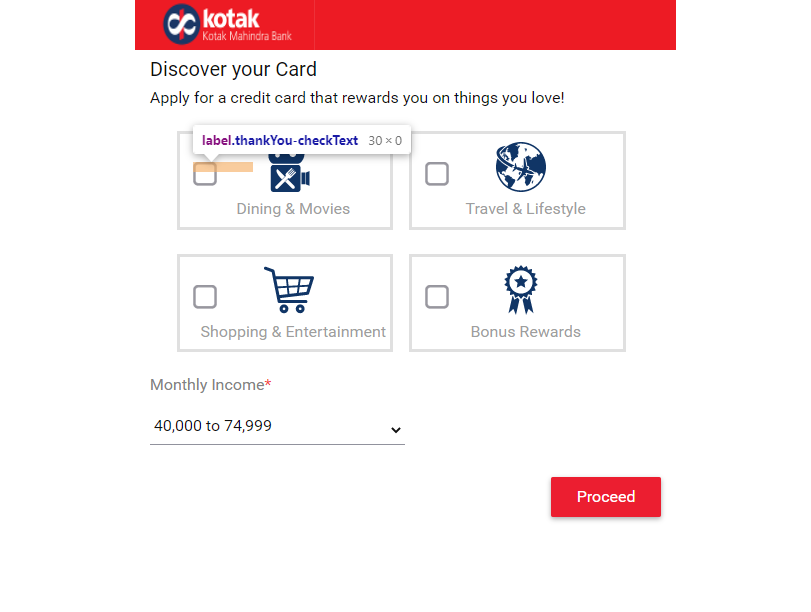 kotak
Kotak Mahindra Bank
Discover your Card
Apply for a credit card that rewards you on things you love!
label.thankYou-checkText 30 × 0
Dining & Movies
Travel & Lifestyle
Shopping & Entertainment
Bonus Rewards
Monthly Income*
40,000 to 74,999
Proceed